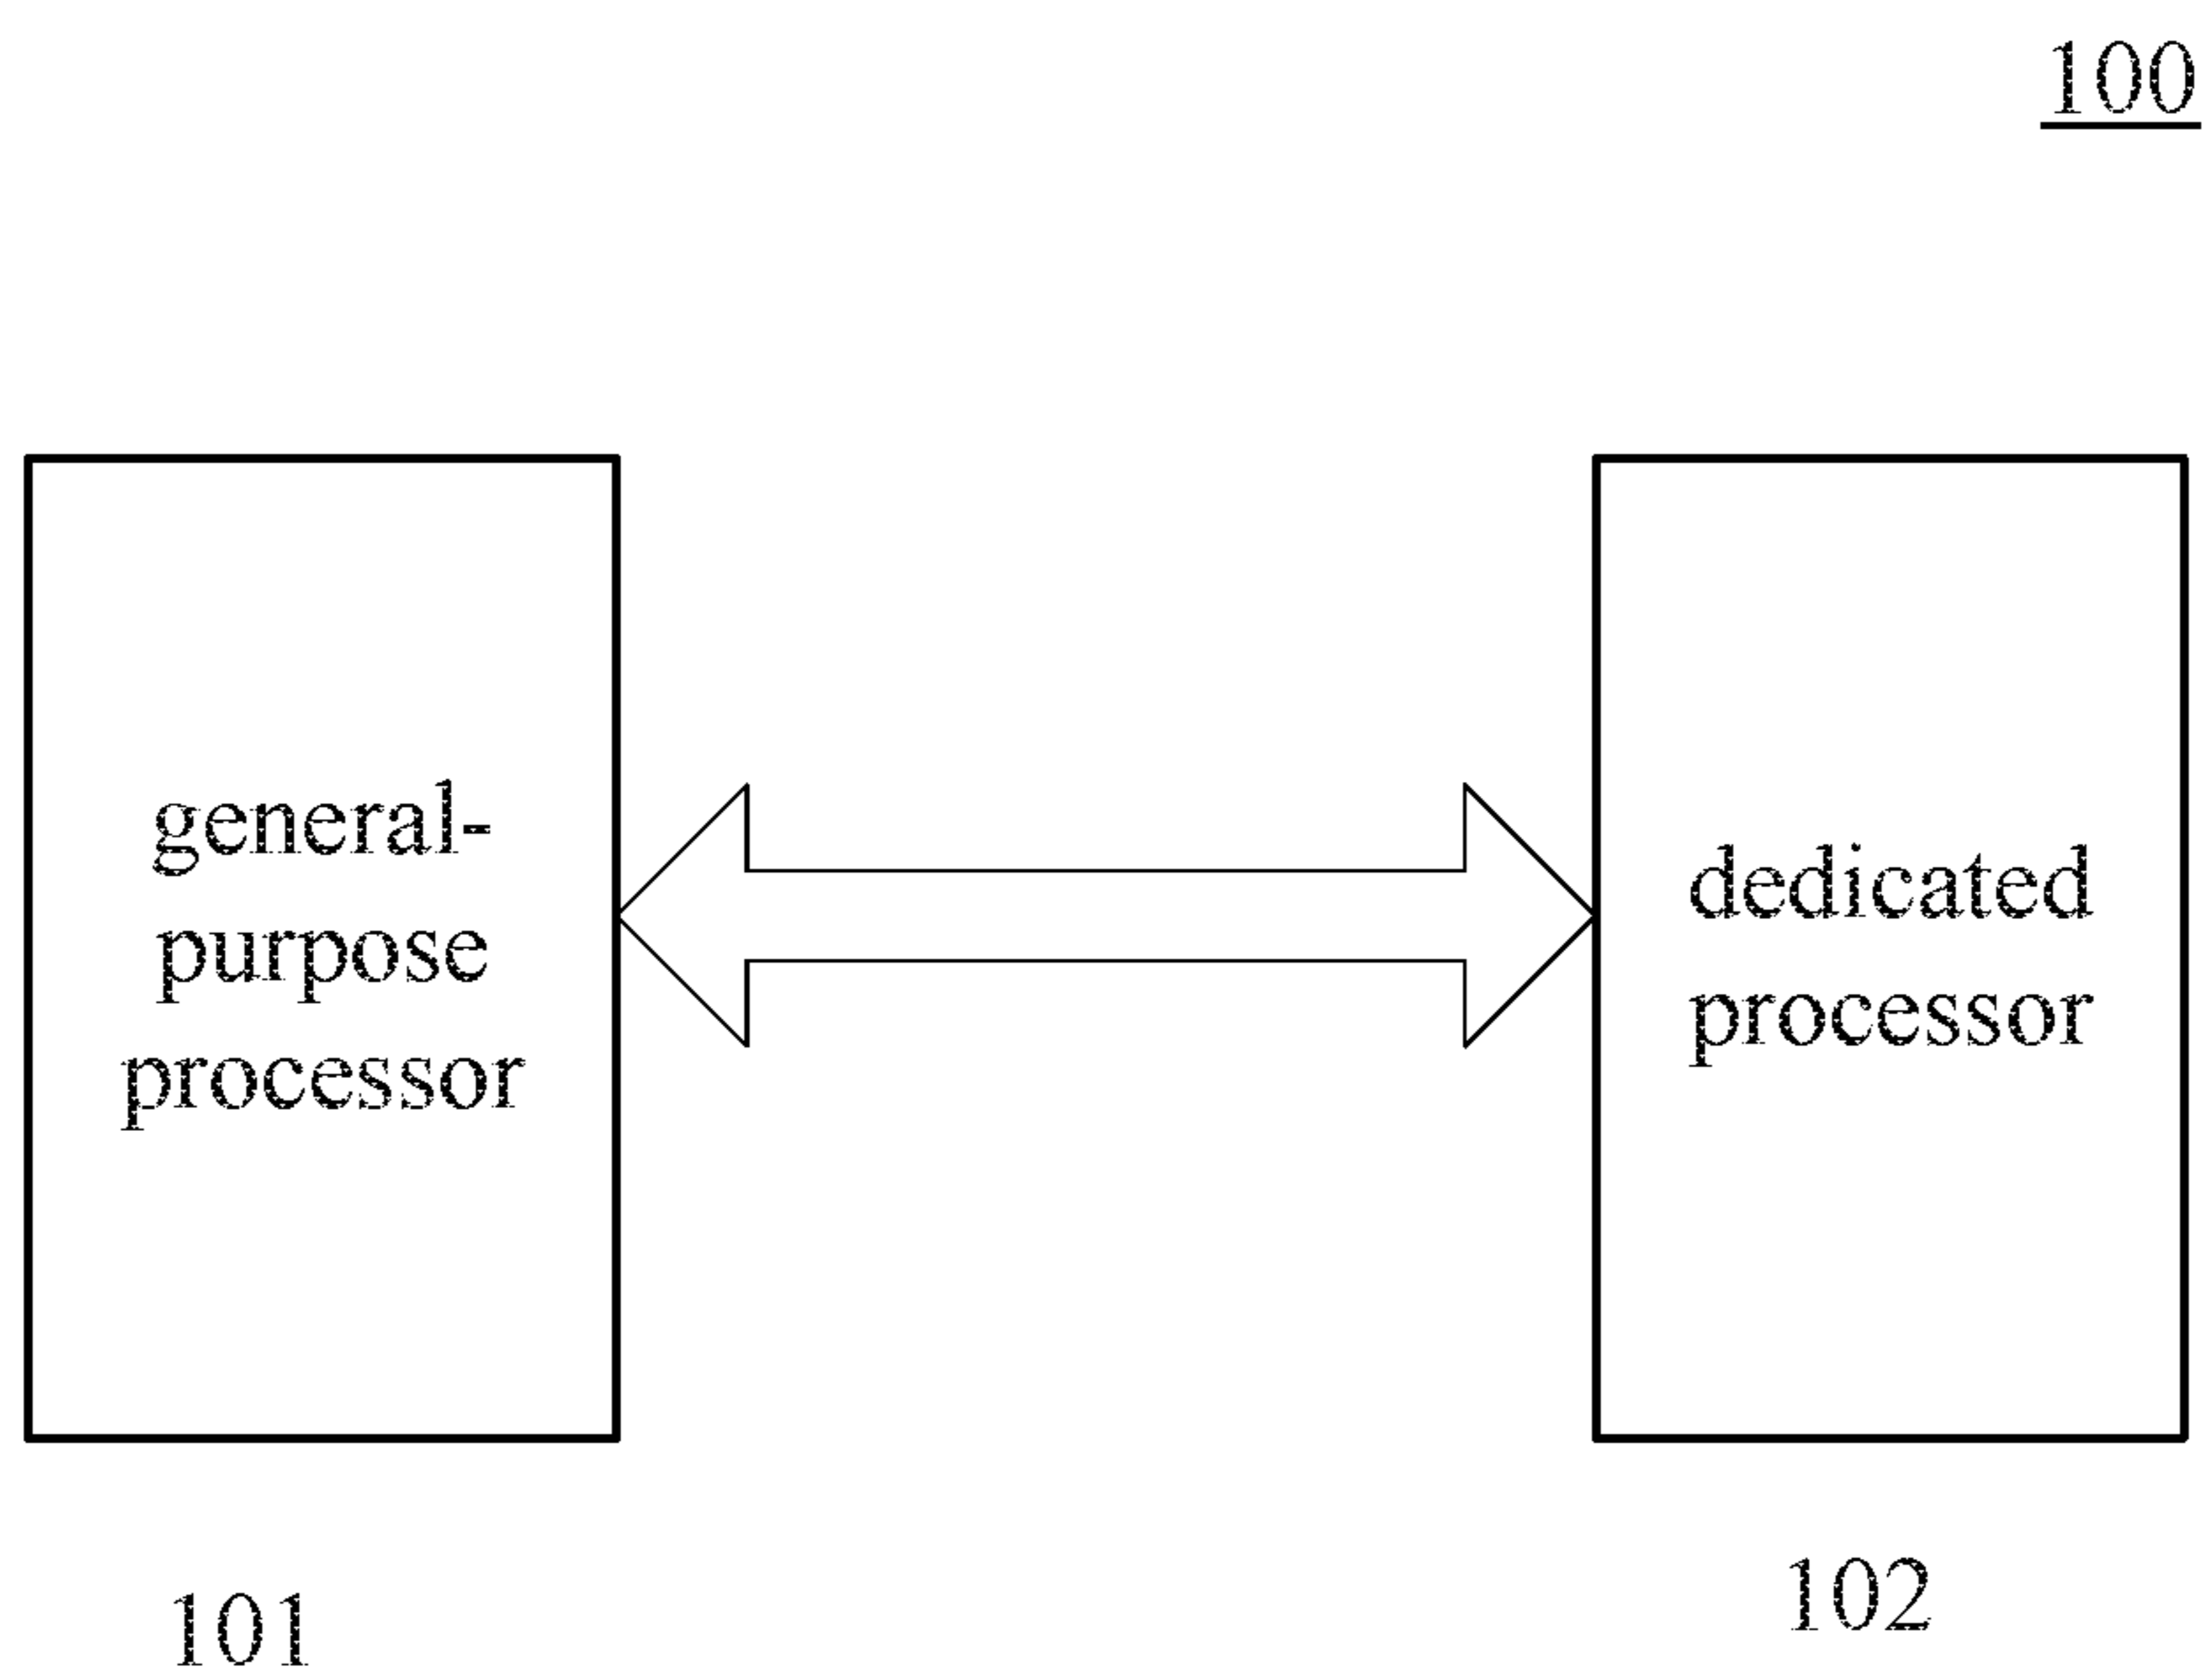 100
general-
purpose
processor
dedicated
processor
101
102